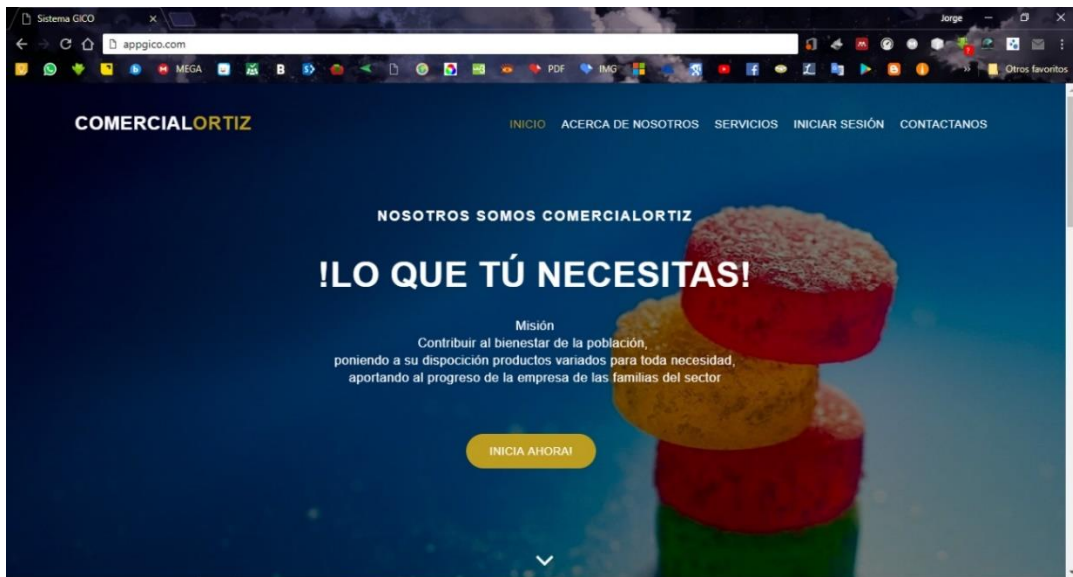 Sistema GICO
Jorge
appgico.com
MEGA
B
PDF
IMG
Otros favoritos
COMERCIALORTIZ
INICIO ACERCA DE NOSOTROS SERVICIOS INICIAR SESIÓN CONTACTANOS
NOSOTROS SOMOS COMERCIALORTIZ
!LO QUE TÚ NECESITAS!
Misión
Contribuir al bienestar de la población,
poniendo a su dispocición productos variados para toda necesidad,
aportando al progreso de la empresa de las familias del sector
INICIA AHORA!